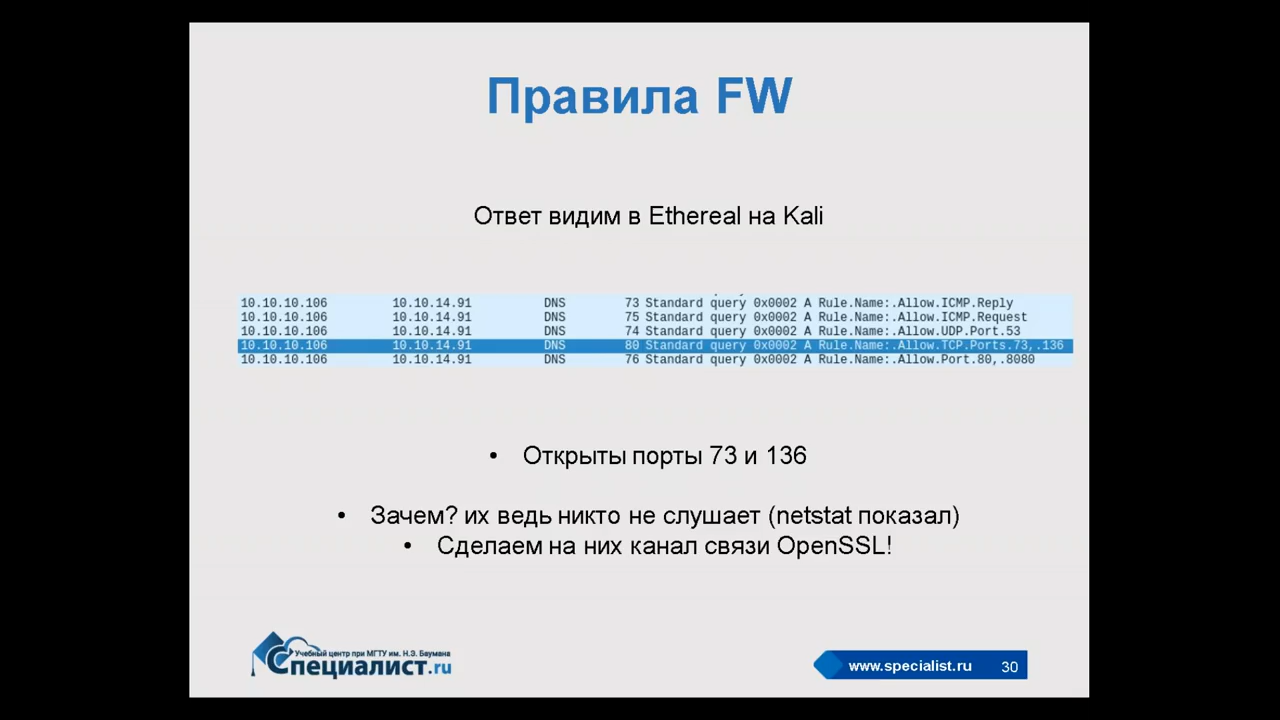 Правила FW
Ответ видим в Ethereal на Kali
10.10.10.106 10.10.14.91 DNS 73 Standard query 0x0002 A Rule.Name:.Allow.ICMP.Reply
10.10.10.106 10.10.14.91 DNS 75 Standard query 0x0002 A Rule.Name:.Allow.ICMP.Request
10.10.10.106 10.10.14.91 DNS 74 Standard query 0x0002 A Rule.Name:.Allow.UDP.Port.53
10.10.10.106 10.10.14.91 DNS 80 Standard query 0x0002 A Rule.Name:.Allow.TCP.Ports.73,.136
10.10.10.106 10.10.14.91 DNS 76 Standard query 0x0002 A Rule.Name:.Allow.Port.80,.8080
• Открыты порты 73 и 136
• Зачем? их ведь никто не слушает (netstat показал)
• Сделаем на них канал связи OpenSSL!
Учебный центр при МГТУ им. Н.Э. Баумана
Специалист.ru
www.specialist.ru 30